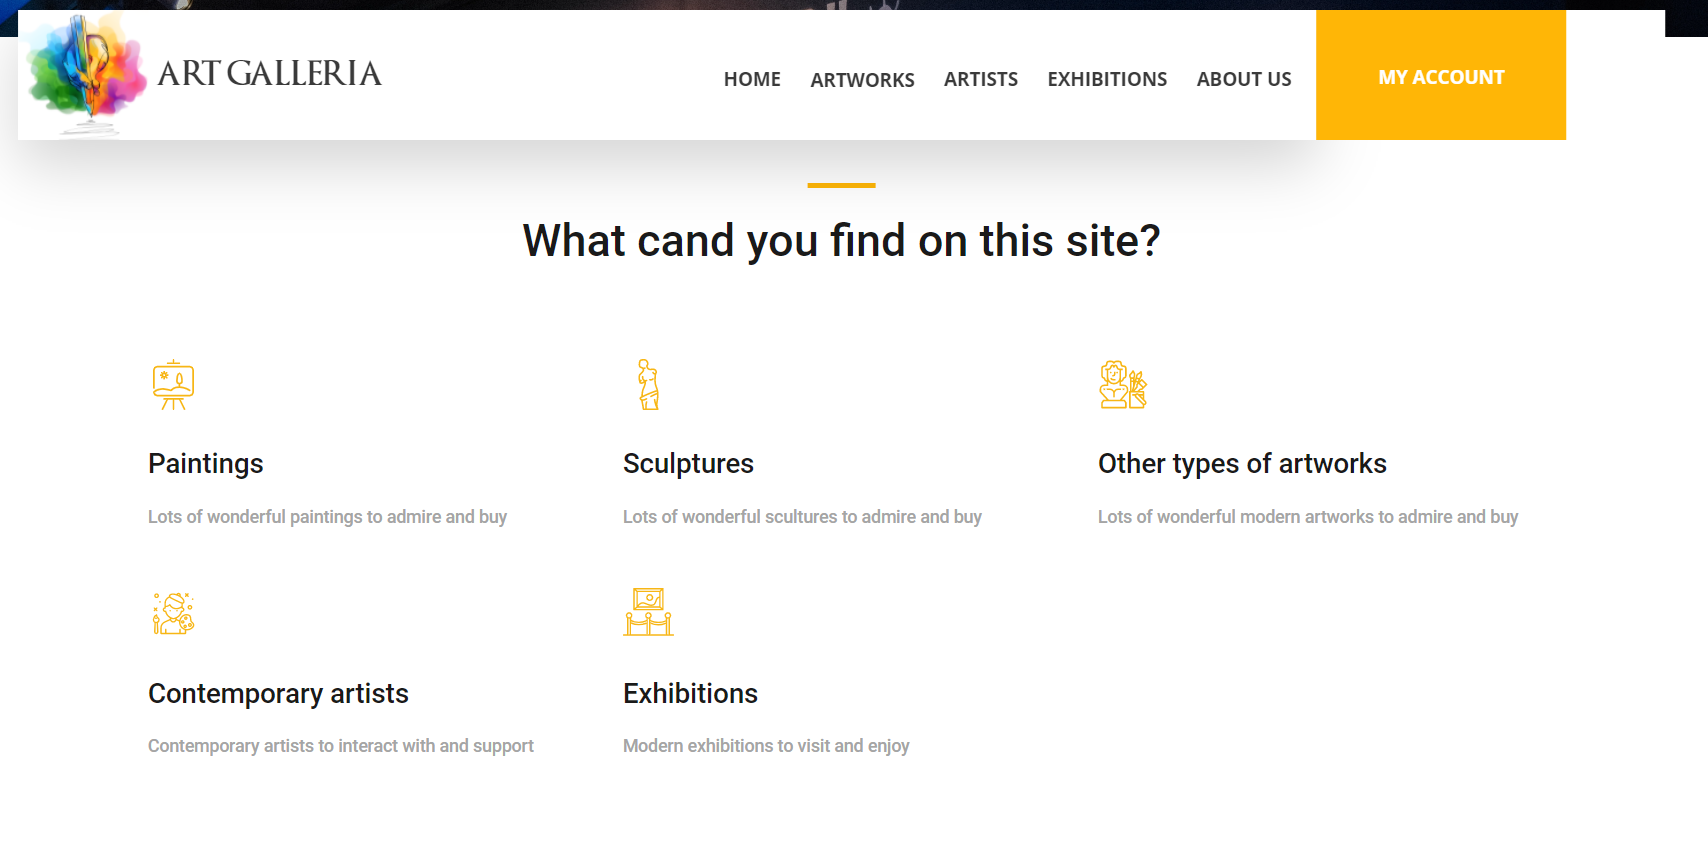 ART GALLERIA
HOME ARTWORKS ARTISTS EXHIBITIONS ABOUT US MY ACCOUNT
What cand you find on this site?
Paintings
Lots of wonderful paintings to admire and buy
Sculptures
Lots of wonderful scultures to admire and buy
Other types of artworks
Lots of wonderful modern artworks to admire and buy
Contemporary artists
Contemporary artists to interact with and support
Exhibitions
Modern exhibitions to visit and enjoy